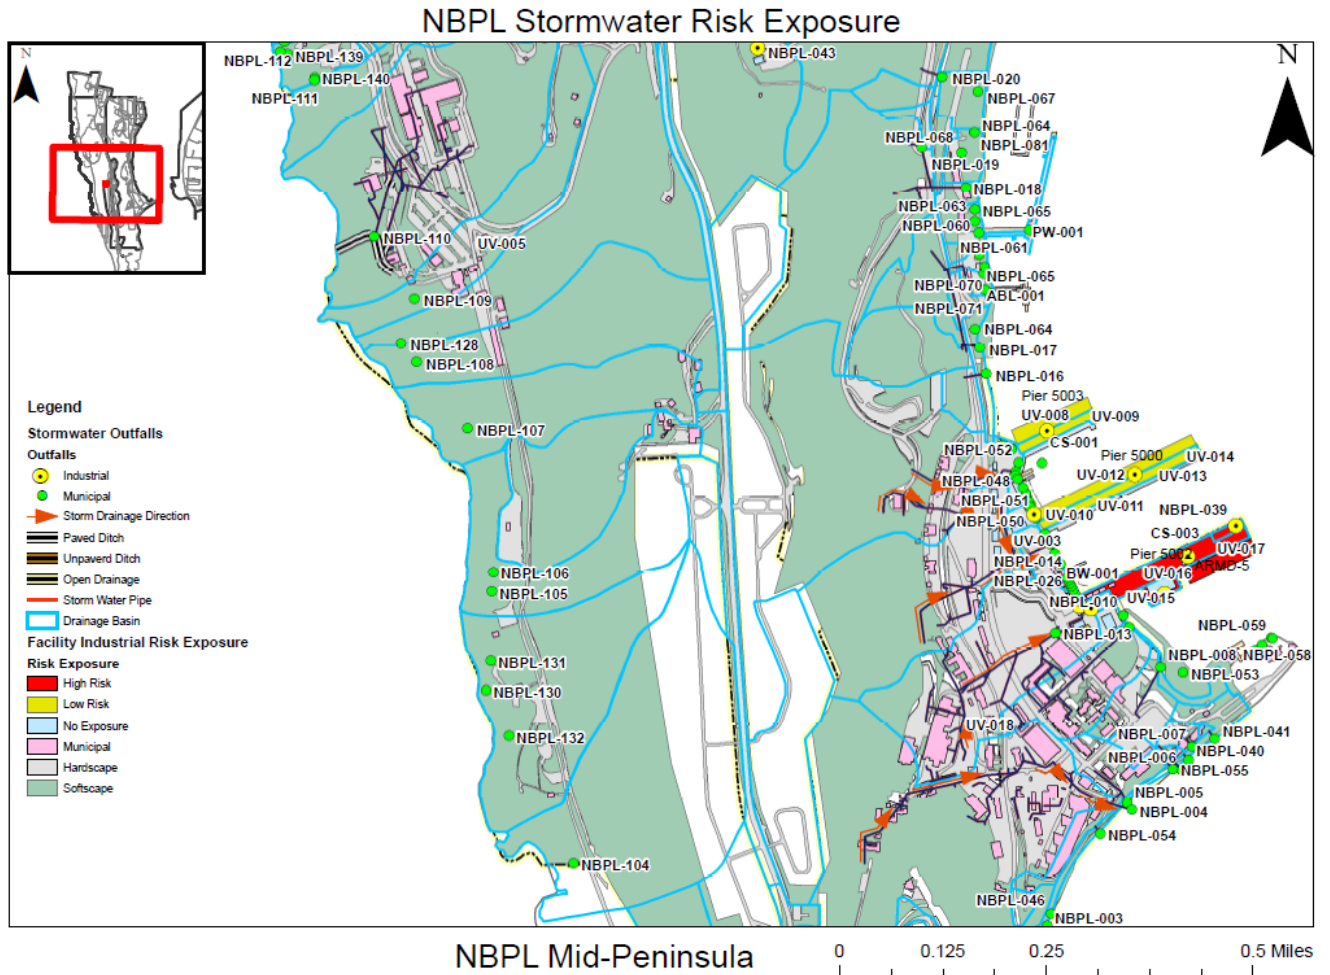 NBPL Stormwater Risk Exposure
N
N
NBPL-112
NBPL-139
NBPL-140
NBPL-111
NBPL-043
NBPL-020
NBPL-067
NBPL-064
NBPL-068
NBPL-081
NBPL-019
NBPL-018
NBPL-063
NBPL-065
NBPL-060
PW-001
NBPL-110
UV-005
NBPL-061
NBPL-065
NBPL-070
ABL-001
NBPL-109
NBPL-071
NBPL-064
NBPL-128
NBPL-017
NBPL-108
NBPL-016
Pier 5003
UV-008
UV-009
NBPL-107
CS-001
NBPL-052
Pier 5000
UV-014
UV-012
UV-013
NBPL-048
NBPL-051
UV-011
NBPL-039
UV-010
NBPL-050
CS-003
UV-003
UV-017
Pier 5002
NBPL-014
ARMD-5
BW-001
UV-016
NBPL-026
NBPL-106
NBPL-105
UV-015
NBPL-010
NBPL-013
NBPL-059
NBPL-008
NBPL-058
NBPL-131
NBPL-053
NBPL-130
UV-018
NBPL-007
NBPL-041
NBPL-132
NBPL-040
NBPL-006
NBPL-055
NBPL-005
NBPL-004
NBPL-054
NBPL-104
NBPL-046
NBPL-003
Legend
Stormwater Outfalls
Outfalls
Industrial
Municipal
Storm Drainage Direction
Paved Ditch
Unpaverd Ditch
Open Drainage
Storm Water Pipe
Drainage Basin
Facility Industrial Risk Exposure
Risk Exposure
High Risk
Low Risk
No Exposure
Municipal
Hardscape
Softscape
NBPL Mid-Peninsula
0 0.125 0.25 0.5 Miles